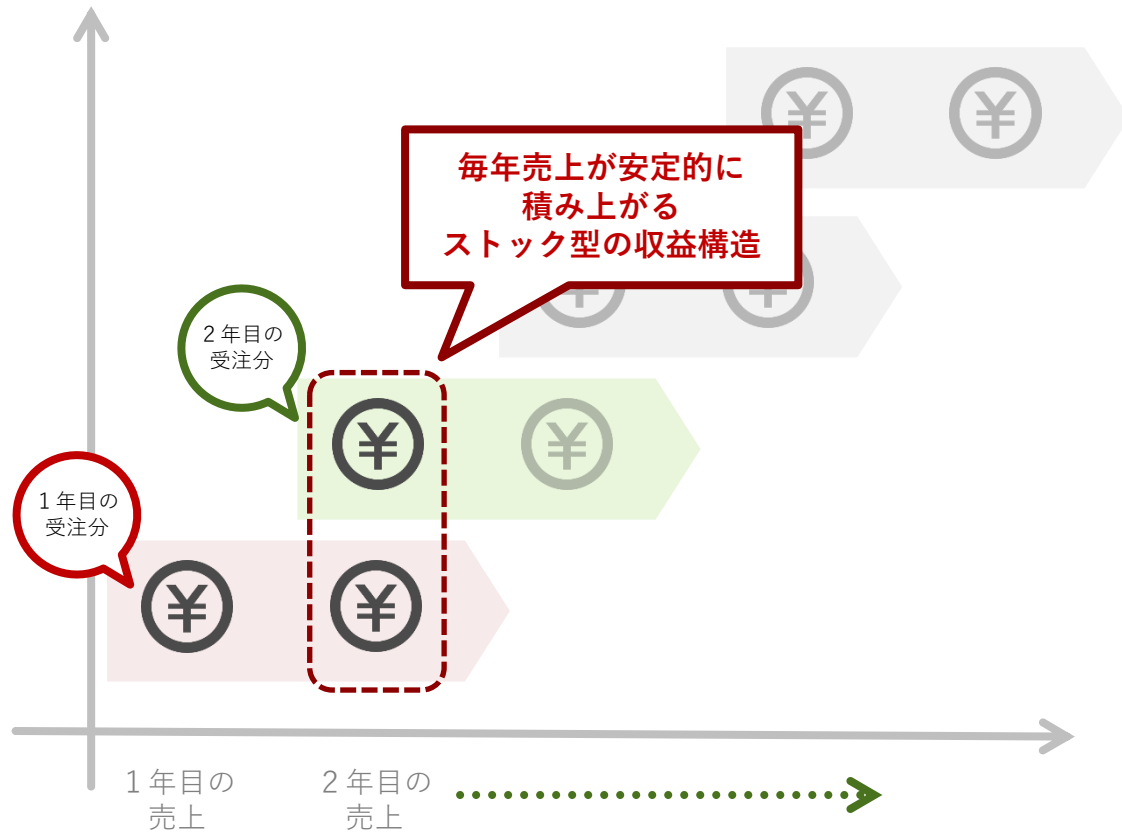 毎年売上が安定的に
積み上がる
ストック型の収益構造
２年目の
受注分
１年目の
受注分
１年目の
売上
２年目の
売上